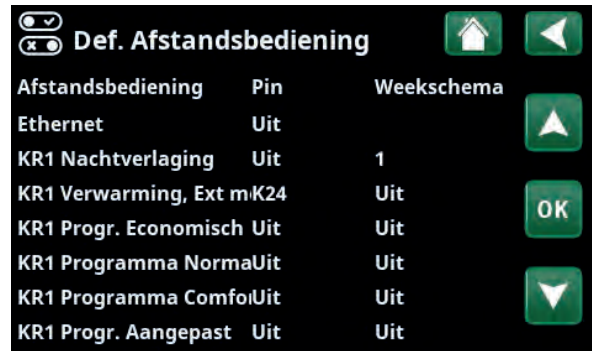 Def. Afstandsbediening
Afstandsbediening Pin Weekschema
Ethernet Uit
KR1 Nachtverlaging Uit 1
KR1 Verwarming, Ext m K24 Uit
OK
KR1 Progr. Economisch Uit Uit
KR1 Programma Norma Uit Uit
KR1 Programma Comfo Uit Uit
KR1 Progr. Aangepast Uit Uit